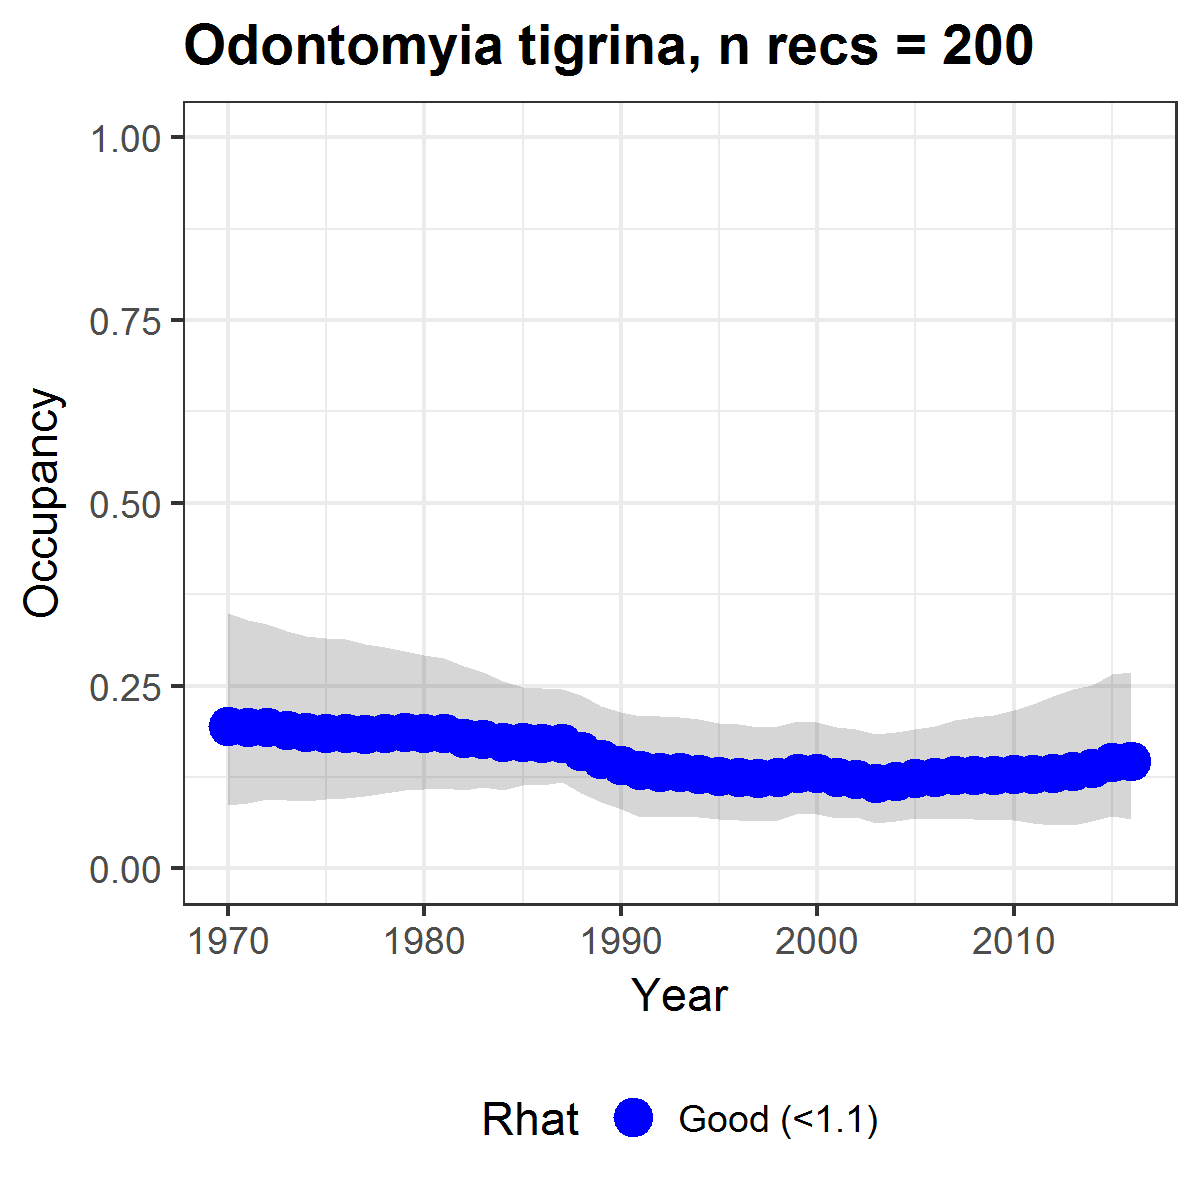 Odontomyia tigrina, n recs = 200
1.00
0.75
0.50
0.25
0.00
Occupancy
1970 1980 1990 2000 2010
Year
Rhat Good (<1.1)